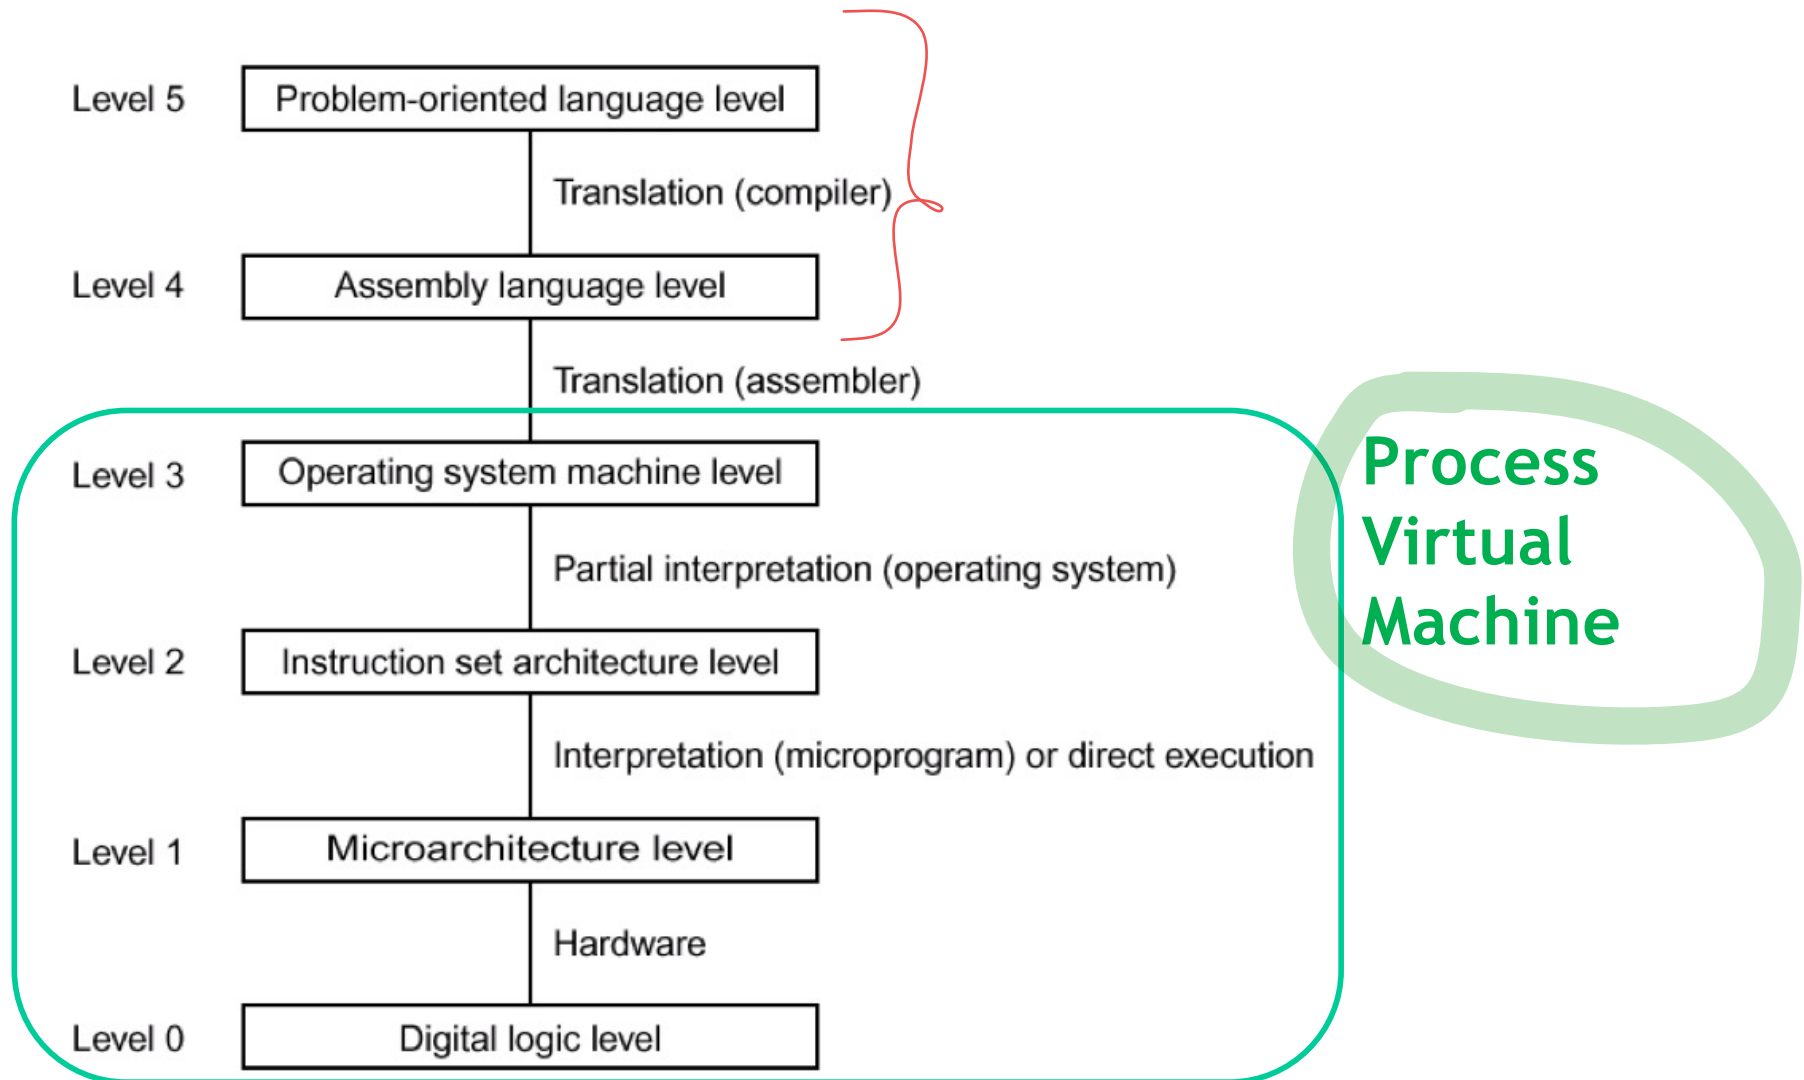 Level 5 Problem-oriented language level
Translation (compiler)
Level 4 Assembly language level
Translation (assembler)
Level 3 Operating system machine level
Process
Virtual
Machine
Partial interpretation (operating system)
Level 2 Instruction set architecture level
Interpretation (microprogram) or direct execution
Level 1 Microarchitecture level
Hardware
Level 0 Digital logic level